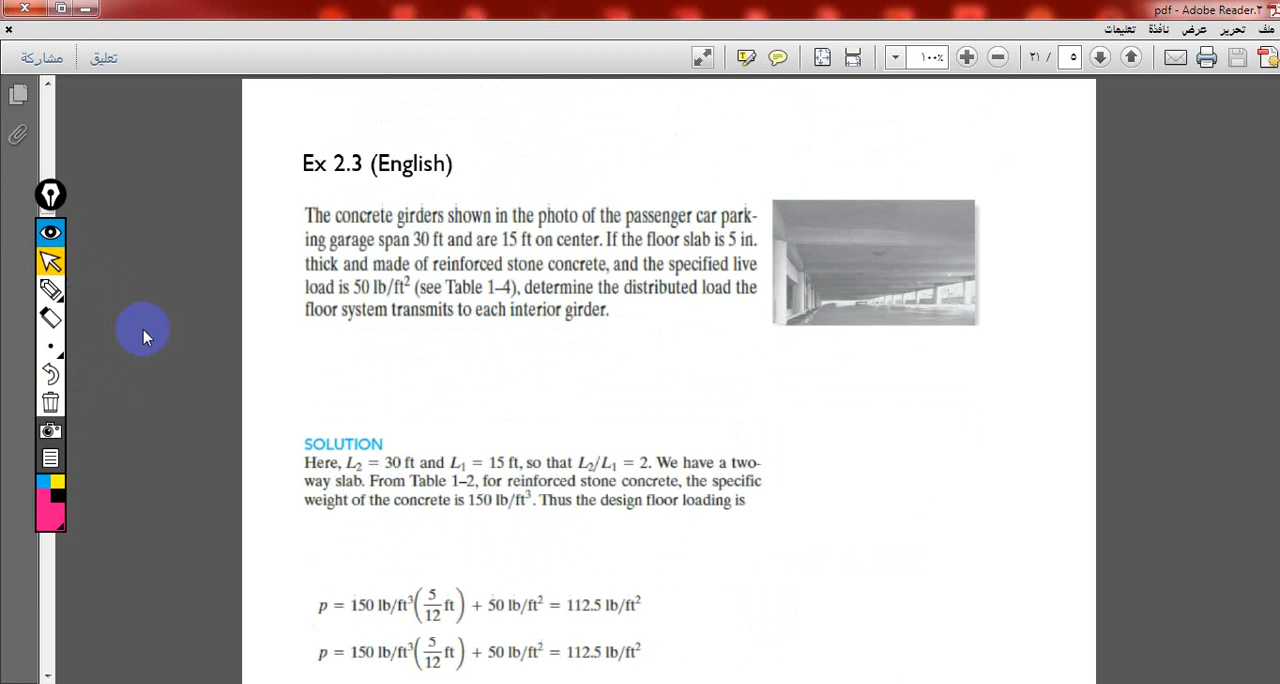 pdf - Adobe Reader.٢
ملف تحرير عرض نافذة تعليمات
تعليق مشاركة
١٠٠٪ ٢١ / ٥
Ex 2.3 (English)
The concrete girders shown in the photo of the passenger car park-
ing garage span 30 ft and are 15 ft on center. If the floor slab is 5 in.
thick and made of reinforced stone concrete, and the specified live
load is 50 lb/ft² (see Table 1–4), determine the distributed load the
floor system transmits to each interior girder.
SOLUTION
Here, L₂ = 30 ft and L₁ = 15 ft, so that L₂/L₁ = 2. We have a two-
way slab. From Table 1–2, for reinforced stone concrete, the specific
weight of the concrete is 150 lb/ft³. Thus the design floor loading is
p = 150 lb/ft³(5/12 ft) + 50 lb/ft² = 112.5 lb/ft²
p = 150 lb/ft³(5/12 ft) + 50 lb/ft² = 112.5 lb/ft²